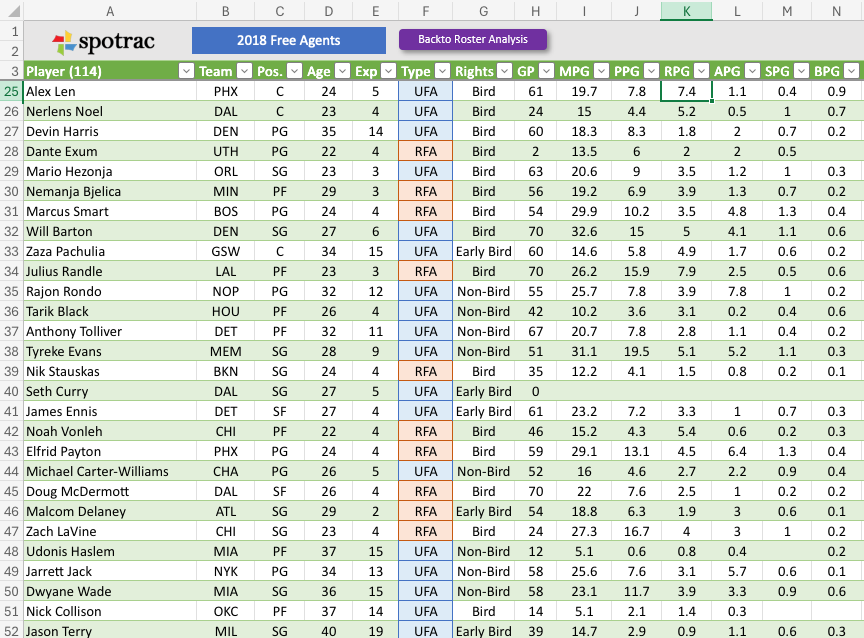 A B C D E F G H I J K L M N
1 spotrac 2018 Free Agents Backto Roster Analysis
2
3 Player (114) Team Pos. Age Exp Type Rights GP MPG PPG RPG APG SPG BPG
25 Alex Len PHX C 24 5 UFA Bird 61 19.7 7.8 7.4 1.1 0.4 0.9
26 Nerlens Noel DAL C 23 4 UFA Bird 24 15 4.4 5.2 0.5 1 0.7
27 Devin Harris DEN PG 35 14 UFA Bird 60 18.3 8.3 1.8 2 0.7 0.2
28 Dante Exum UTH PG 22 4 RFA Bird 2 13.5 6 2 2 0.5
29 Mario Hezonja ORL SG 23 3 UFA Bird 63 20.6 9 3.5 1.2 1 0.3
30 Nemanja Bjelica MIN PF 29 3 RFA Bird 56 19.2 6.9 3.9 1.3 0.7 0.2
31 Marcus Smart BOS PG 24 4 RFA Bird 54 29.9 10.2 3.5 4.8 1.3 0.4
32 Will Barton DEN SG 27 6 UFA Bird 70 32.6 15 5 4.1 1.1 0.6
33 Zaza Pachulia GSW C 34 15 UFA Early Bird 60 14.6 5.8 4.9 1.7 0.6 0.2
34 Julius Randle LAL PF 23 3 RFA Bird 70 26.2 15.9 7.9 2.5 0.5 0.6
35 Rajon Rondo NOP PG 32 12 UFA Non-Bird 55 25.7 7.8 3.9 7.8 1 0.2
36 Tarik Black HOU PF 26 4 UFA Non-Bird 42 10.2 3.6 3.1 0.2 0.4 0.6
37 Anthony Tolliver DET PF 32 11 UFA Non-Bird 67 20.7 7.8 2.8 1.1 0.4 0.2
38 Tyreke Evans MEM SG 28 9 UFA Non-Bird 51 31.1 19.5 5.1 5.2 1.1 0.3
39 Nik Stauskas BKN SG 24 4 RFA Bird 35 12.2 4.1 1.5 0.8 0.2 0.1
40 Seth Curry DAL SG 27 5 UFA Early Bird 0
41 James Ennis DET SF 27 4 UFA Early Bird 61 23.2 7.2 3.3 1 0.7 0.3
42 Noah Vonleh CHI PF 22 4 RFA Bird 46 15.2 4.3 5.4 0.6 0.2 0.3
43 Elfrid Payton PHX PG 24 4 RFA Bird 59 29.1 13.1 4.5 6.4 1.3 0.4
44 Michael Carter-Williams CHA PG 26 5 UFA Non-Bird 52 16 4.6 2.7 2.2 0.9 0.4
45 Doug McDermott DAL SF 26 4 RFA Bird 70 22 7.6 2.5 1 0.2 0.2
46 Malcom Delaney ATL SG 29 2 RFA Early Bird 54 18.8 6.3 1.9 3 0.6 0.1
47 Zach LaVine CHI SG 23 4 RFA Bird 24 27.3 16.7 4 3 1 0.2
48 Udonis Haslem MIA PF 37 15 UFA Non-Bird 12 5.1 0.6 0.8 0.4 0.2
49 Jarrett Jack NYK PG 34 13 UFA Non-Bird 58 25.6 7.6 3.1 5.7 0.6 0.1
50 Dwyane Wade MIA SG 36 15 UFA Non-Bird 58 23.1 11.7 3.9 3.3 0.9 0.6
51 Nick Collison OKC PF 37 14 UFA Bird 14 5.1 2.1 1.4 0.3
52 Jason Terry MIL SG 40 19 UFA Early Bird 39 14.7 2.9 0.9 1.1 0.6 0.3